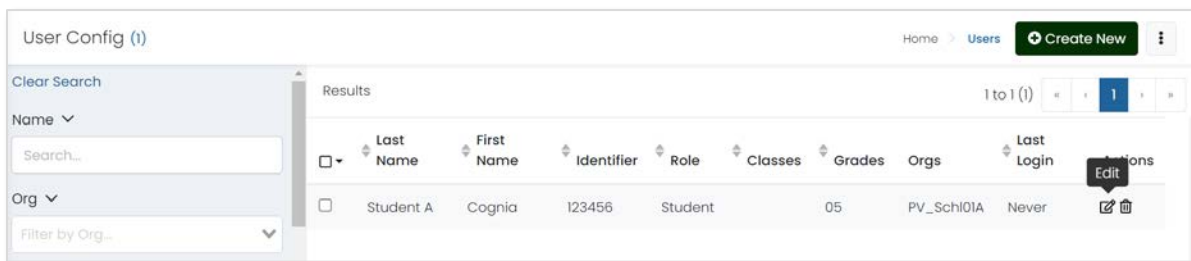 User Config (1)
Home > Users
Create New
Clear Search
Name
Search...
Org
Filter by Org...
Results
1 to 1 (1) « ‹ 1 › »
Last Name First Name Identifier Role Classes Grades Orgs Last Login Actions
Edit
Student A Cognia 123456 Student 05 PV_Schl01A Never